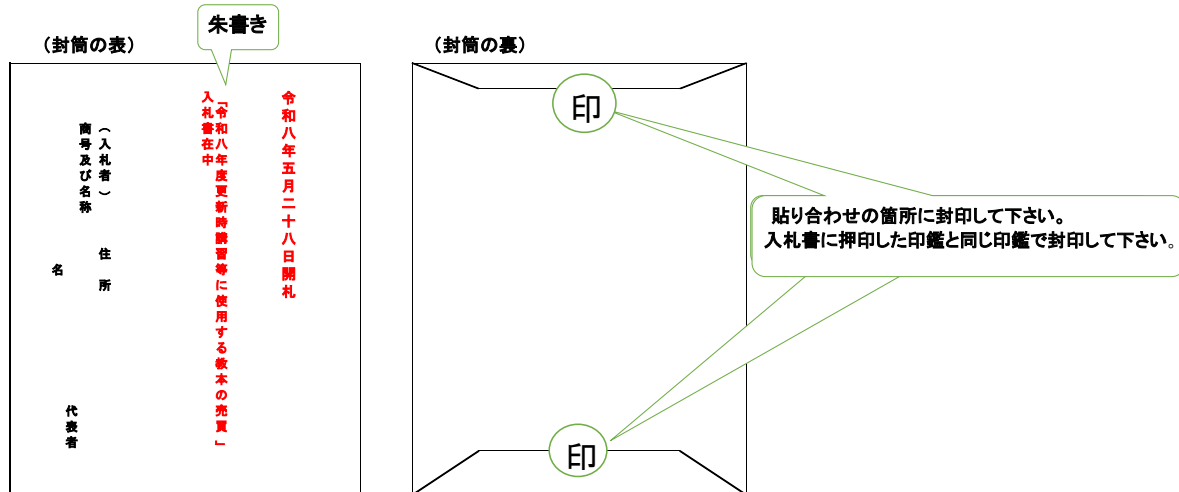 朱書き
（封筒の表）
令和八年五月二十八日開札
「令和八年度更新時講習等に使用する教本の売買」
入札書在中
（入札者）
住所
商号及び名称
代表者
名
（封筒の裏）
印
貼り合わせの箇所に封印して下さい。
入札書に押印した印鑑と同じ印鑑で封印して下さい。
印